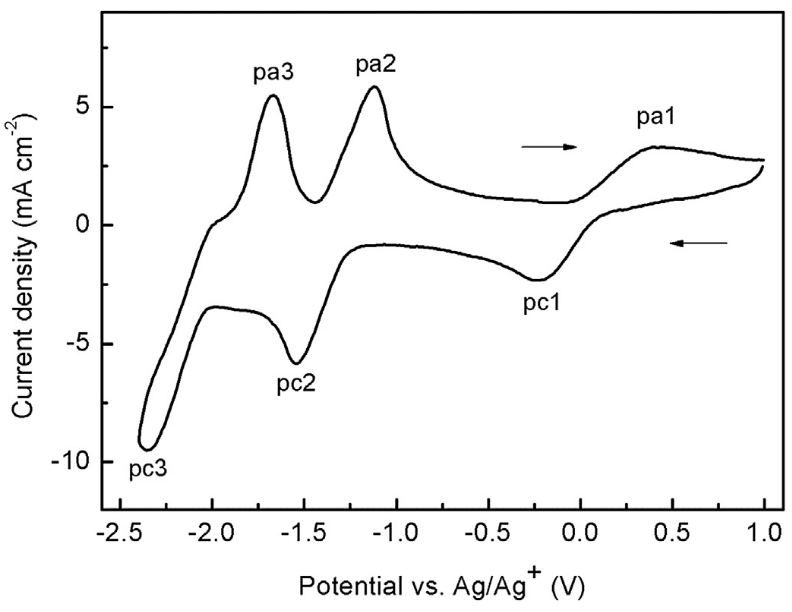 pa3
pa2
pa1
pc1
pc2
pc3
5
0
-5
-10
-2.5 -2.0 -1.5 -1.0 -0.5 0.0 0.5 1.0
Current density (mA cm⁻²)
Potential vs. Ag/Ag⁺ (V)